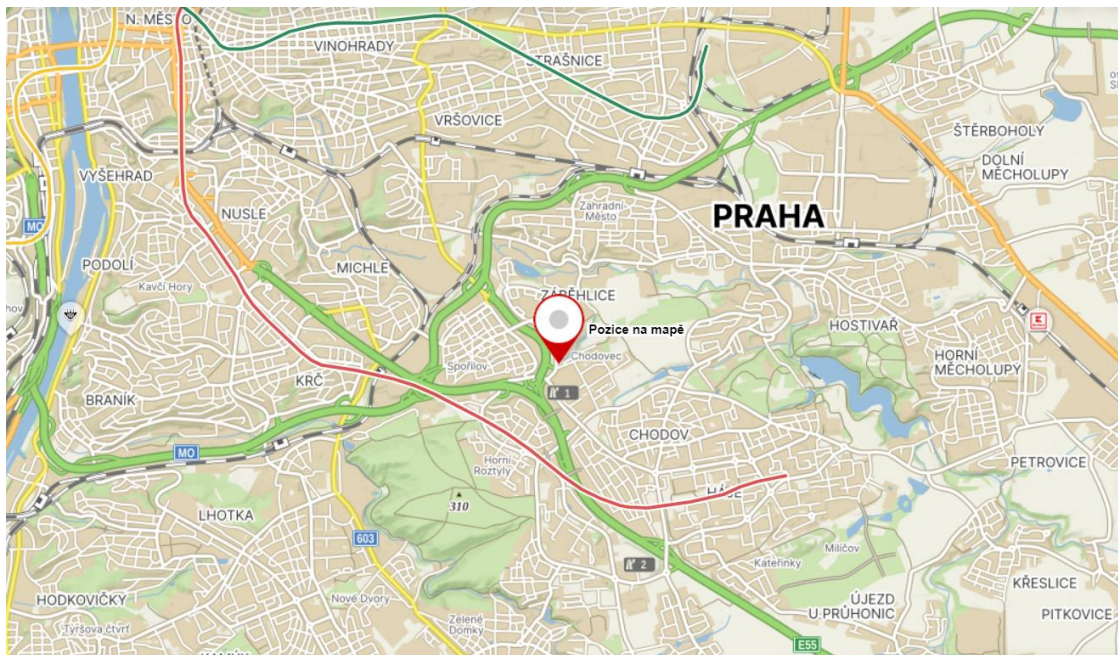 N. MĚSTO
VINOHRADY
STRAŠNICE
VRŠOVICE
ŠTĚRBOHOLY
DOLNÍ
MĚCHOLUPY
VYŠEHRAD
Zahradní-
Město
PRAHA
NUSLE
MO
PODOLÍ
MICHLE
Kavčí Hory
ZÁBĚHLICE
Pozice na mapě
HOSTIVAŘ
Chodovec
HORNÍ
MĚCHOLUPY
Spořilov
KRČ
1
BRANÍK
CHODOV
MO
Horní
Roztyly
PETROVICE
HÁJE
310
LHOTKA
603
Milíčov
Kateřinky
2
KŘESLICE
HODKOVIČKY
Nové Dvory
ÚJEZD
U PRŮHONIC
PITKOVICE
Tyršova čtvrť
Zelené
Domky
E55
KAMÝK